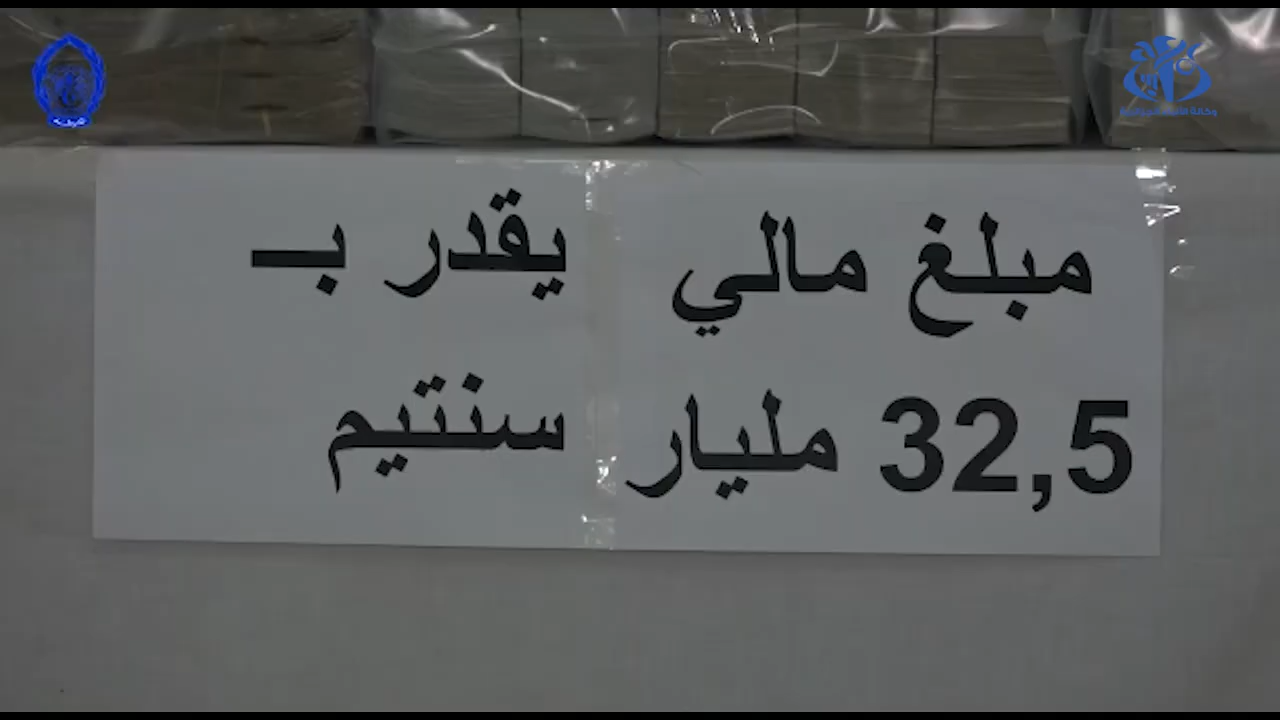 مبلغ مالي يقدر بـ
32,5 مليار سنتيم